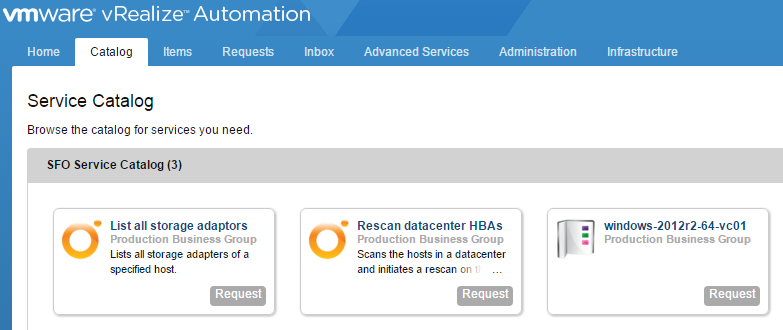 vmware® vRealize™ Automation
Home Catalog Items Requests Inbox Advanced Services Administration Infrastructure
Service Catalog
Browse the catalog for services you need.
SFO Service Catalog (3)
List all storage adaptors
Production Business Group
Lists all storage adapters of a
specified host.
Request
Rescan datacenter HBAs
Production Business Group
Scans the hosts in a datacenter
and initiates a rescan on ...
Request
windows-2012r2-64-vc01
Production Business Group
Request